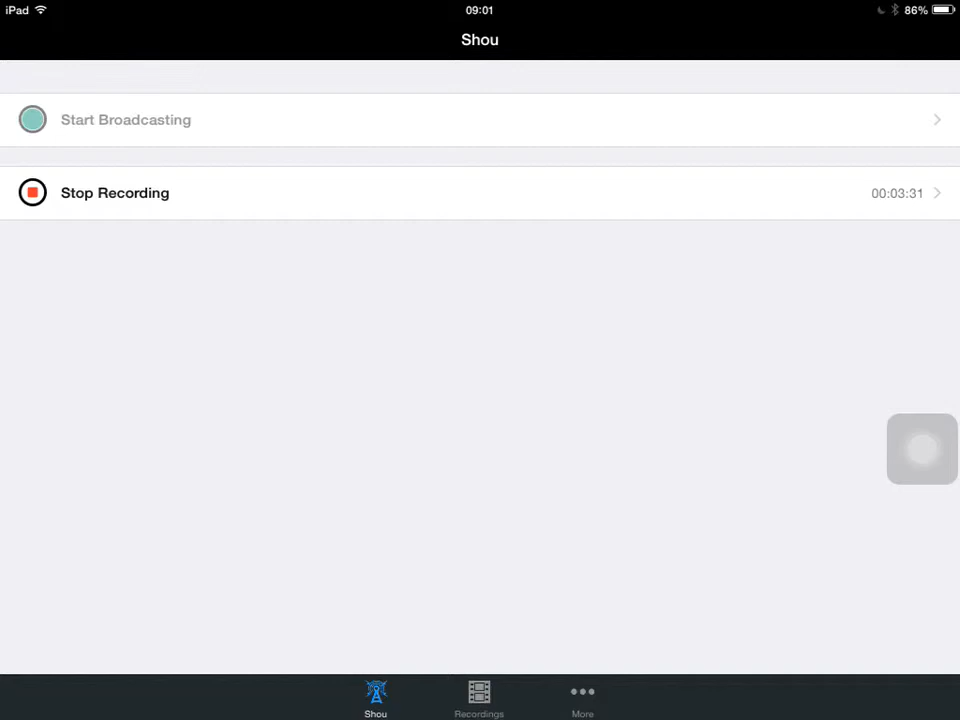 iPad 09:01 86%
Shou
Start Broadcasting
Stop Recording 00:03:31
Shou Recordings More